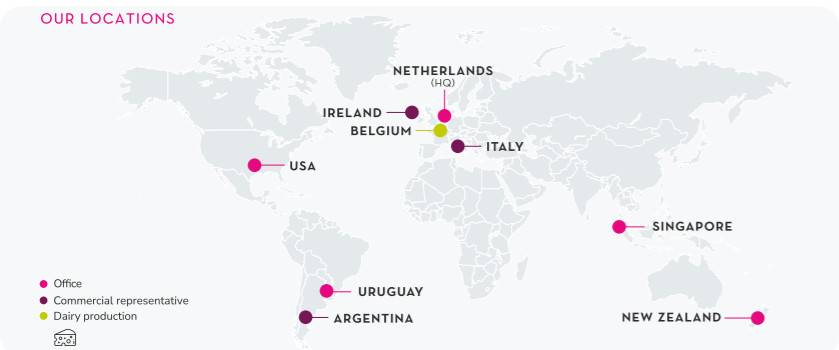 OUR LOCATIONS
NETHERLANDS
(HQ)
IRELAND
BELGIUM
ITALY
USA
SINGAPORE
URUGUAY
ARGENTINA
NEW ZEALAND
Office
Commercial representative
Dairy production